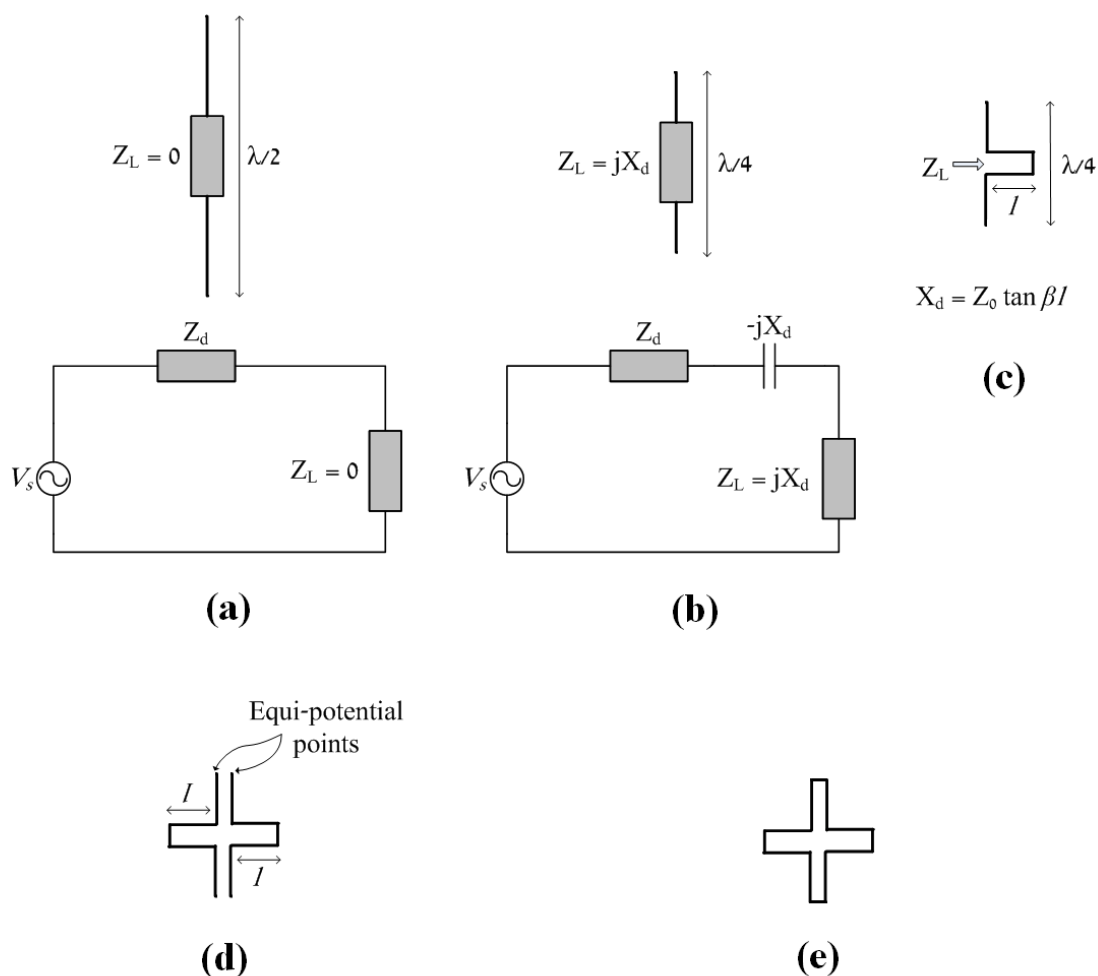 Z_L = 0
λ/2
Z_d
V_s
Z_L = 0
(a)
Z_L = jX_d
λ/4
Z_d
-jX_d
V_s
Z_L = jX_d
(b)
Z_L
l
λ/4
X_d = Z_0 tan βl
(c)
Equi-potential
points
l
l
(d)
(e)